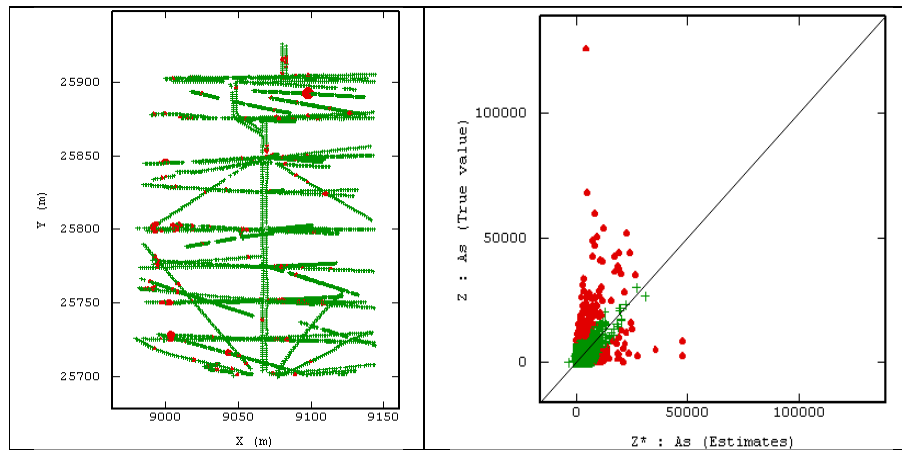 25900
25850
25800
25750
25700
Y (m)
9000 9050 9100 9150
X (m)
100000
50000
0
Z : As (True value)
0 50000 100000
Z* : As (Estimates)